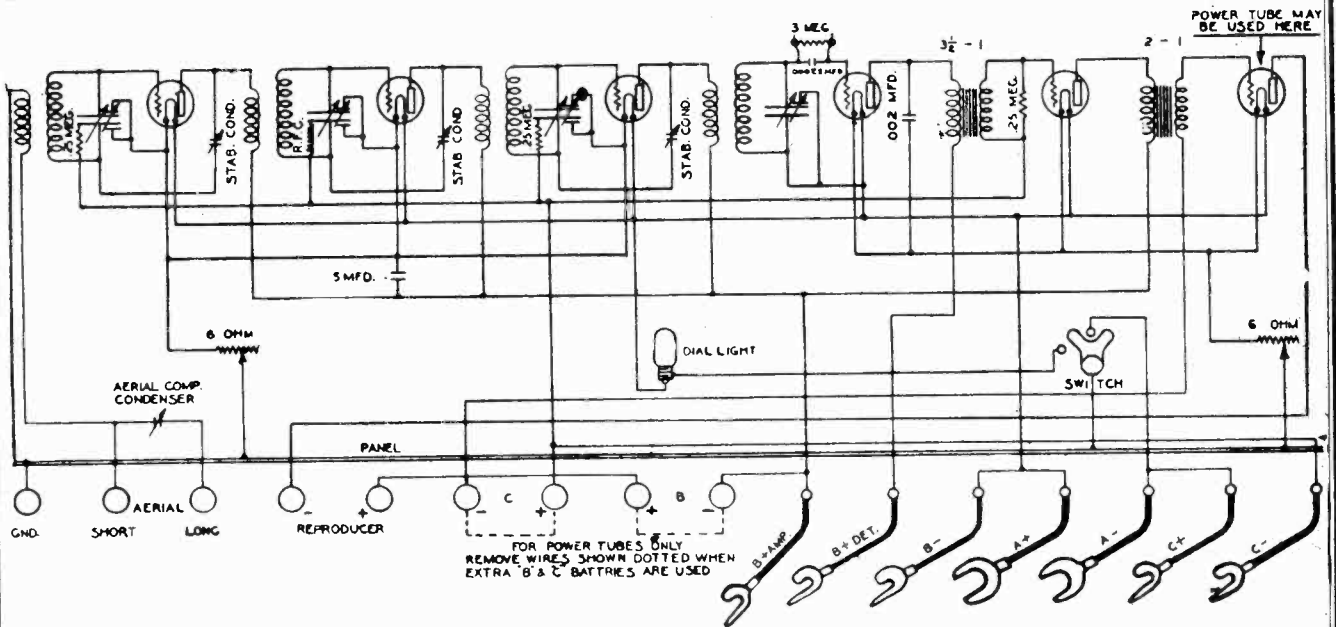 POWER TUBE MAY
BE USED HERE
3 MEG
3½ - 1
2 - 1
.00025 MFD.
.25 MEG.
STAB. COND.
R.F.C.
STAB COND
.25 MEG
STAB. COND.
.002 MFD.
.25 MEG.
5 MFD.
6 OHM
DIAL LIGHT
SWITCH
6 OHM
AERIAL COMP.
CONDENSER
PANEL
GND.
SHORT
AERIAL
LONG
- +
REPRODUCER
- C +
+ B -
FOR POWER TUBES ONLY
REMOVE WIRES SHOWN DOTTED WHEN
EXTRA "B" & "C" BATTRIES ARE USED
B+AMP.
B+DET.
B-
A+
A-
C+
C-